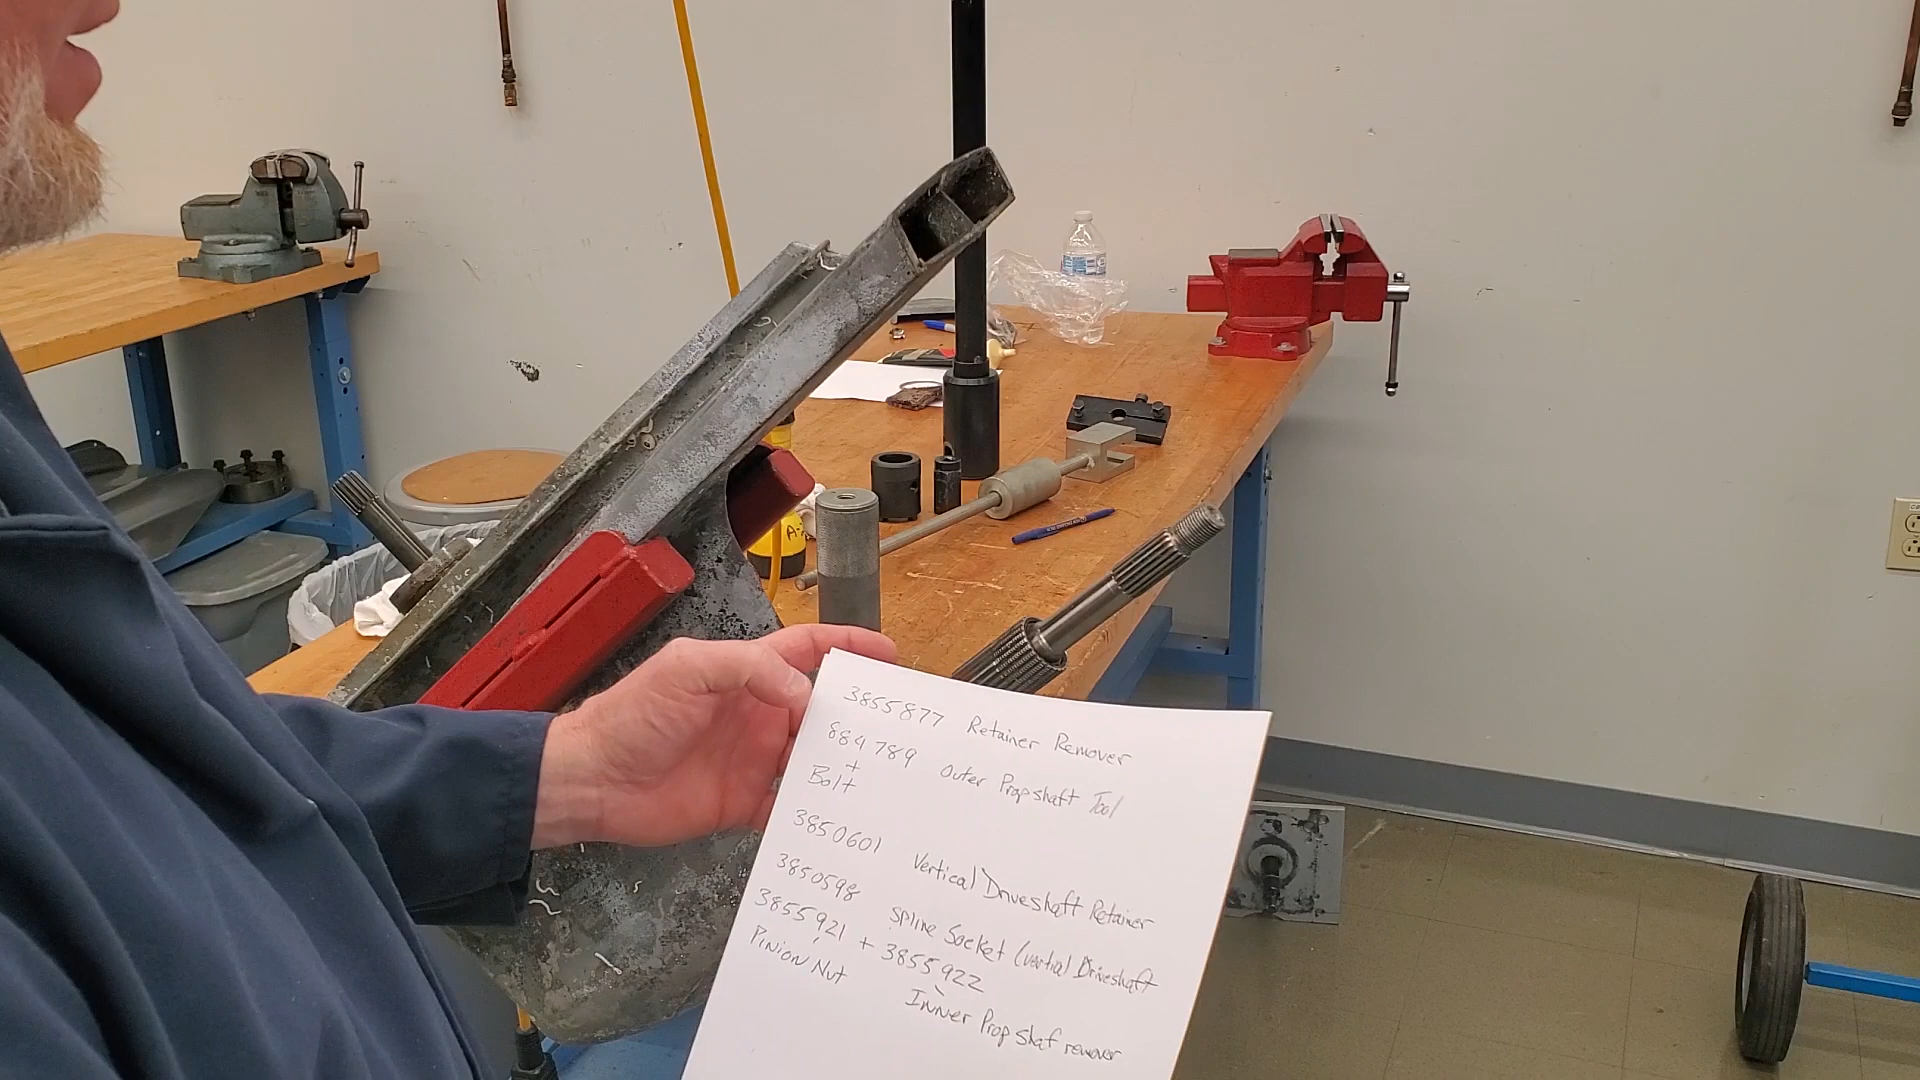 3855877 Retainer Remover
884789 Outer Propshaft Tool
+
Bolt
3850601 Vertical Driveshaft Retainer
3850598 Spline Socket (vertical Driveshaft
3855921 + 3855922
Pinion Nut Inner Prop Shaf remover
A-